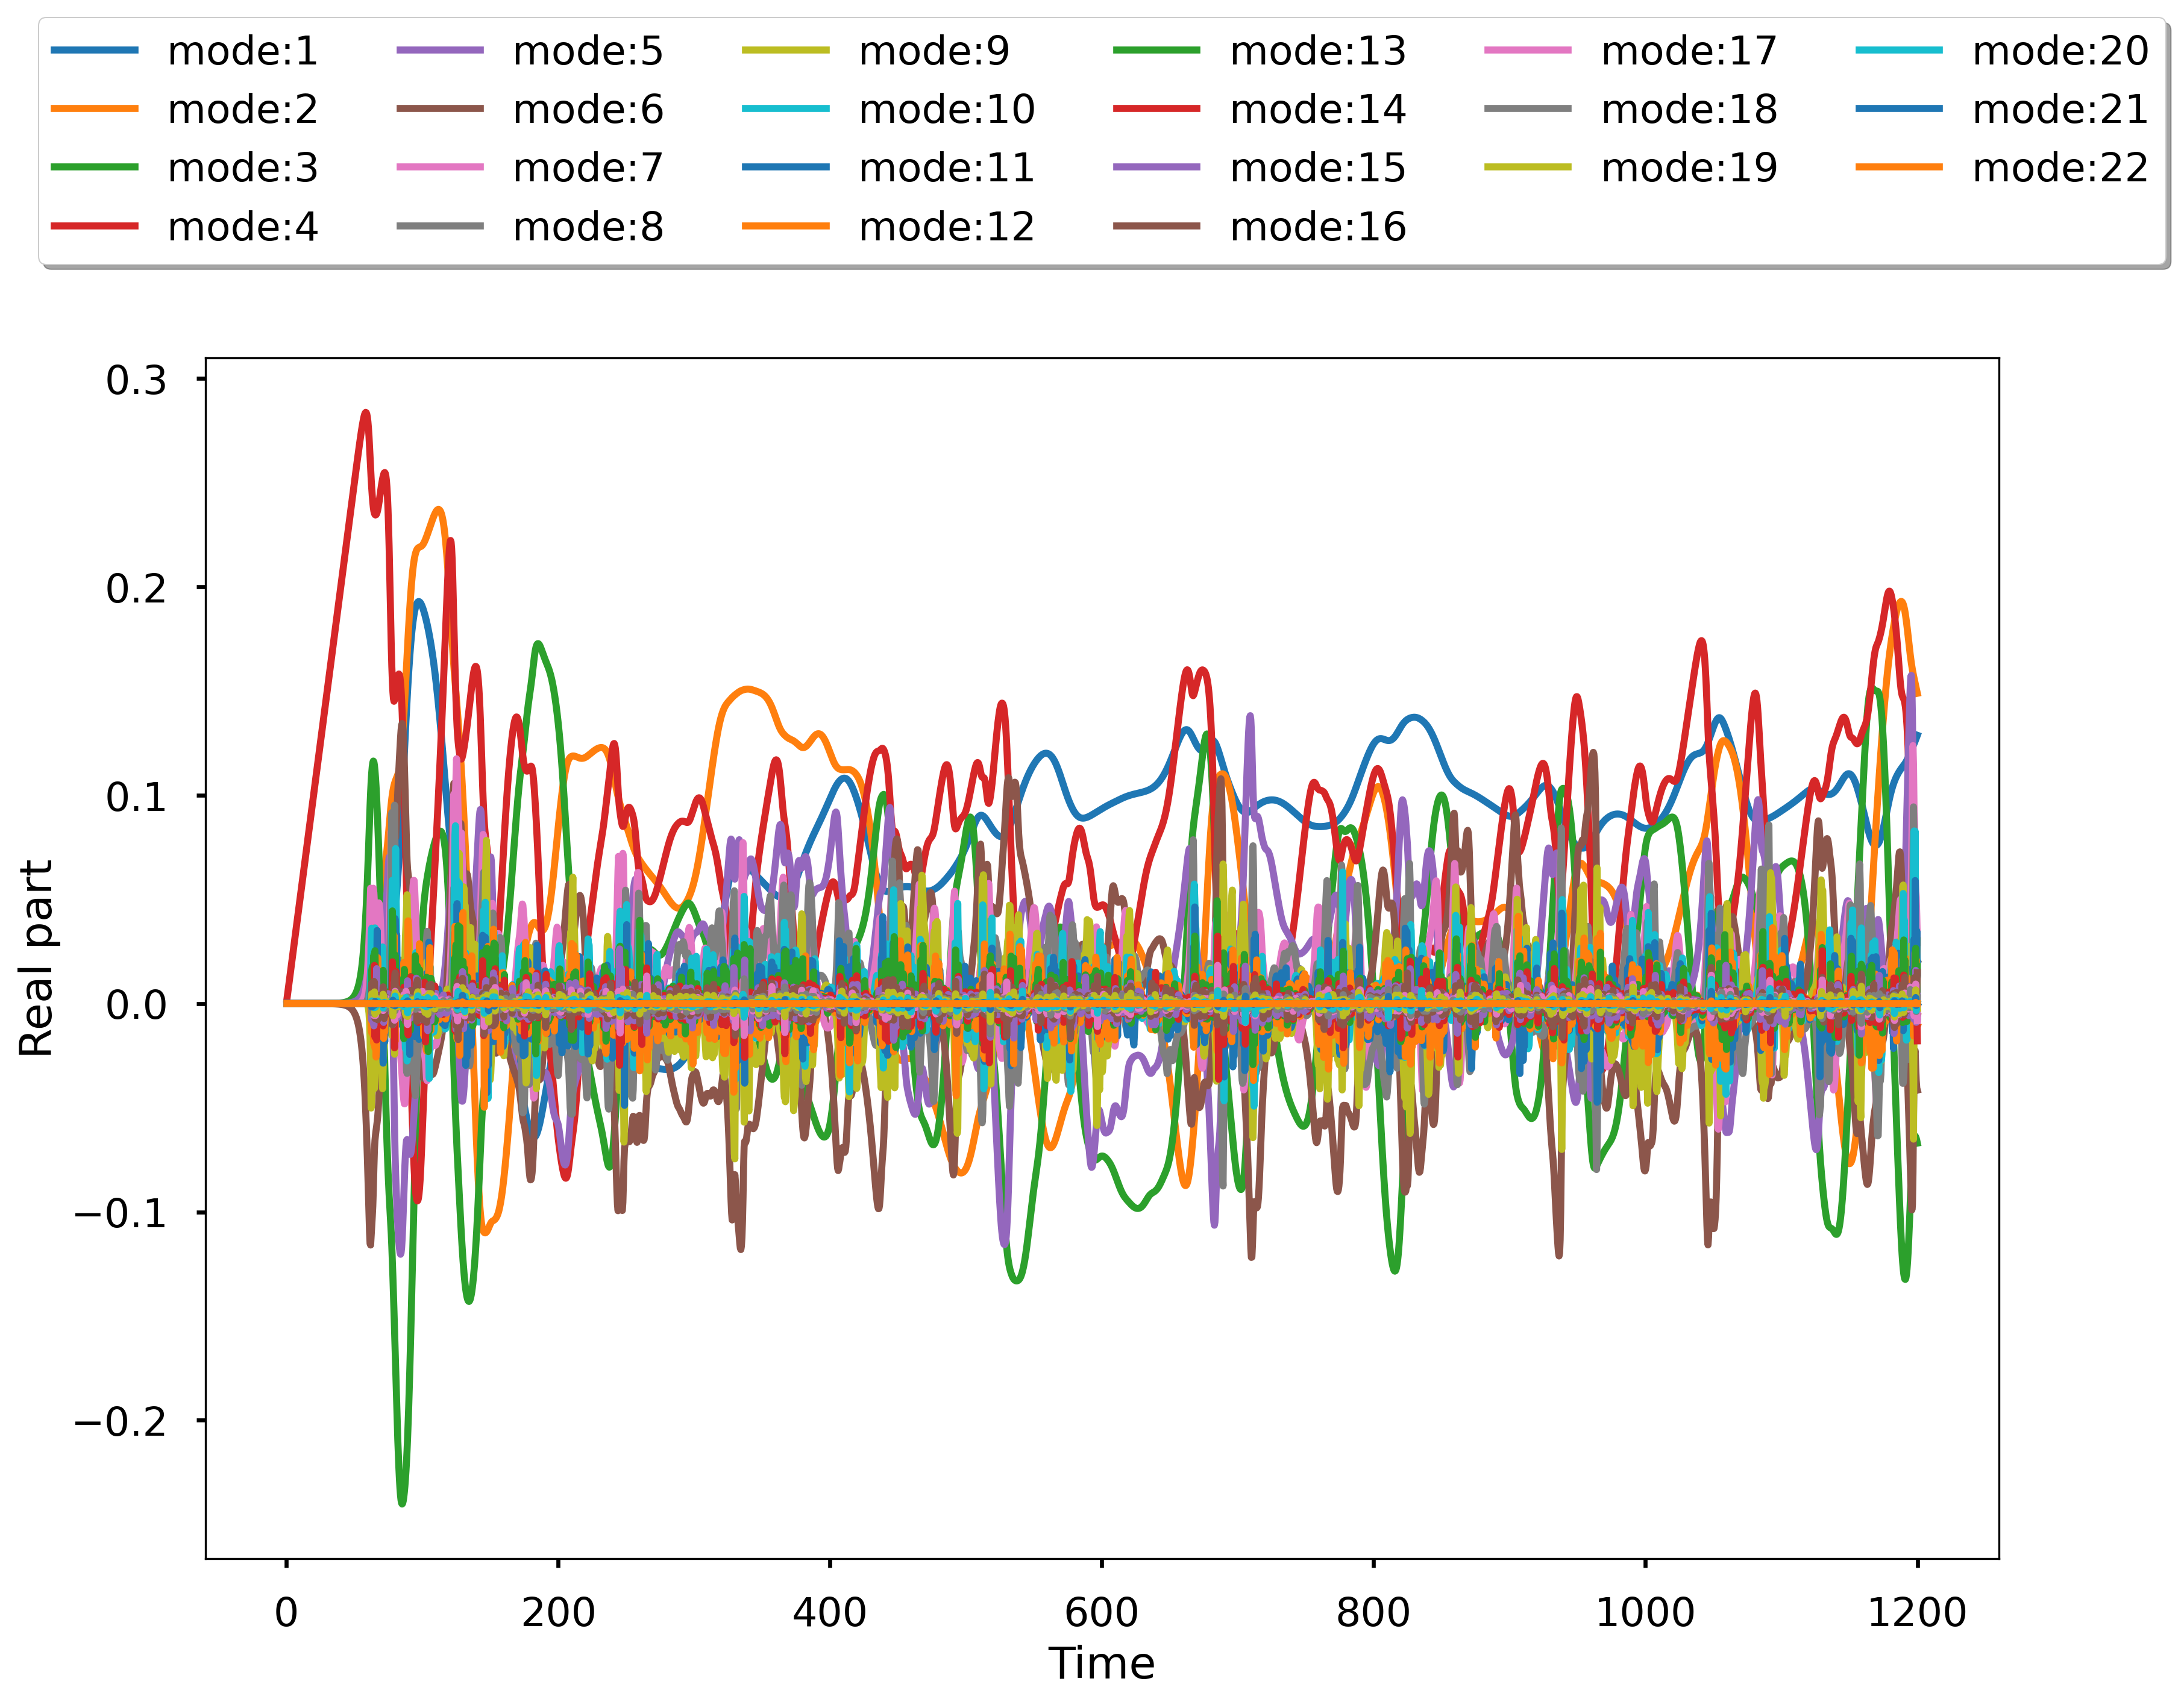 mode:1 mode:5 mode:9 mode:13 mode:17 mode:20
mode:2 mode:6 mode:10 mode:14 mode:18 mode:21
mode:3 mode:7 mode:11 mode:15 mode:19 mode:22
mode:4 mode:8 mode:12 mode:16
0.3
0.2
0.1
0.0
−0.1
−0.2
Real part
0 200 400 600 800 1000 1200
Time